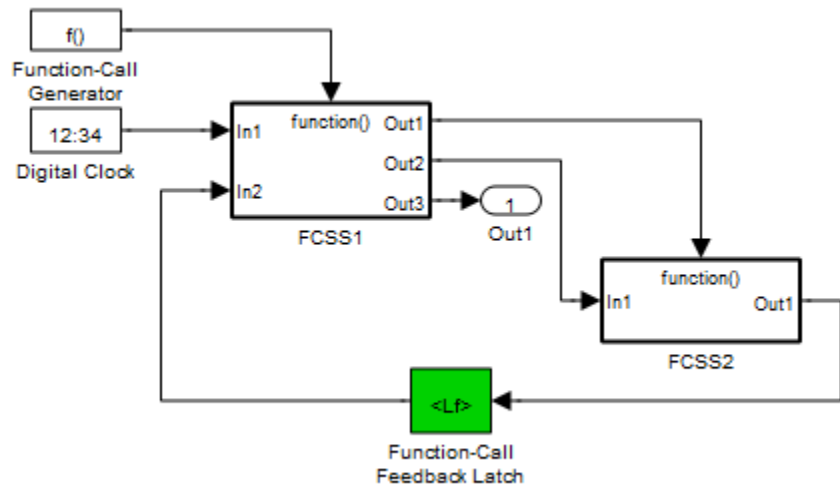 f()
Function-Call
Generator
12:34
Digital Clock
In1
In2
function()
Out1
Out2
Out3
FCSS1
1
Out1
function()
In1
Out1
FCSS2
<Lf>
Function-Call
Feedback Latch